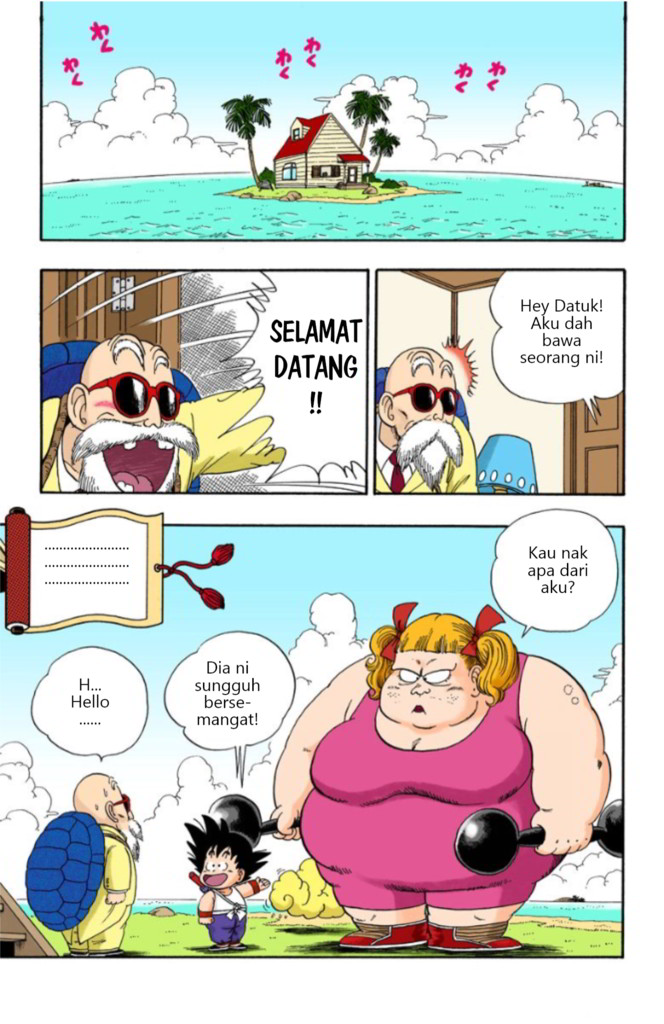 わく
わく
わく
わく
わく
わく
Hey Datuk!
Aku dah
bawa
seorang ni!
SELAMAT
DATANG
!!
........................
........................
........................
Kau nak
apa dari
aku?
Dia ni
sungguh
berse-
mangat!
H...
Hello
......